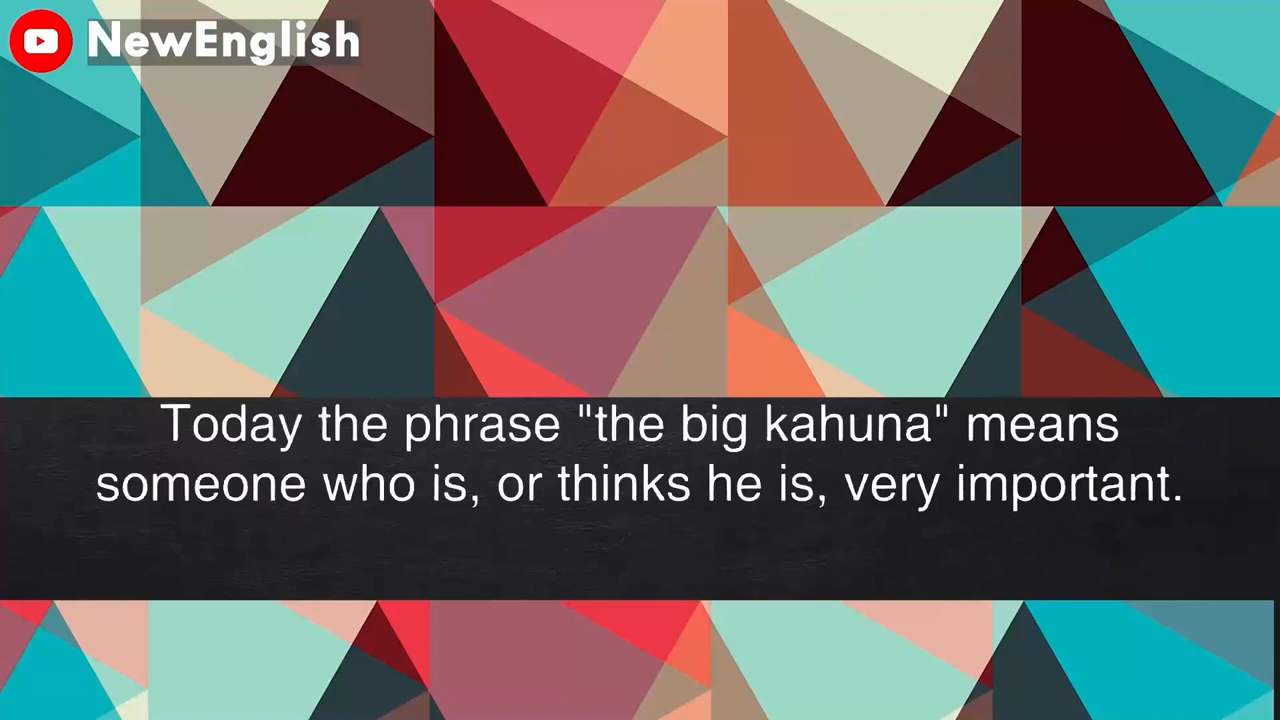 NewEnglish
Today the phrase "the big kahuna" means
someone who is, or thinks he is, very important.